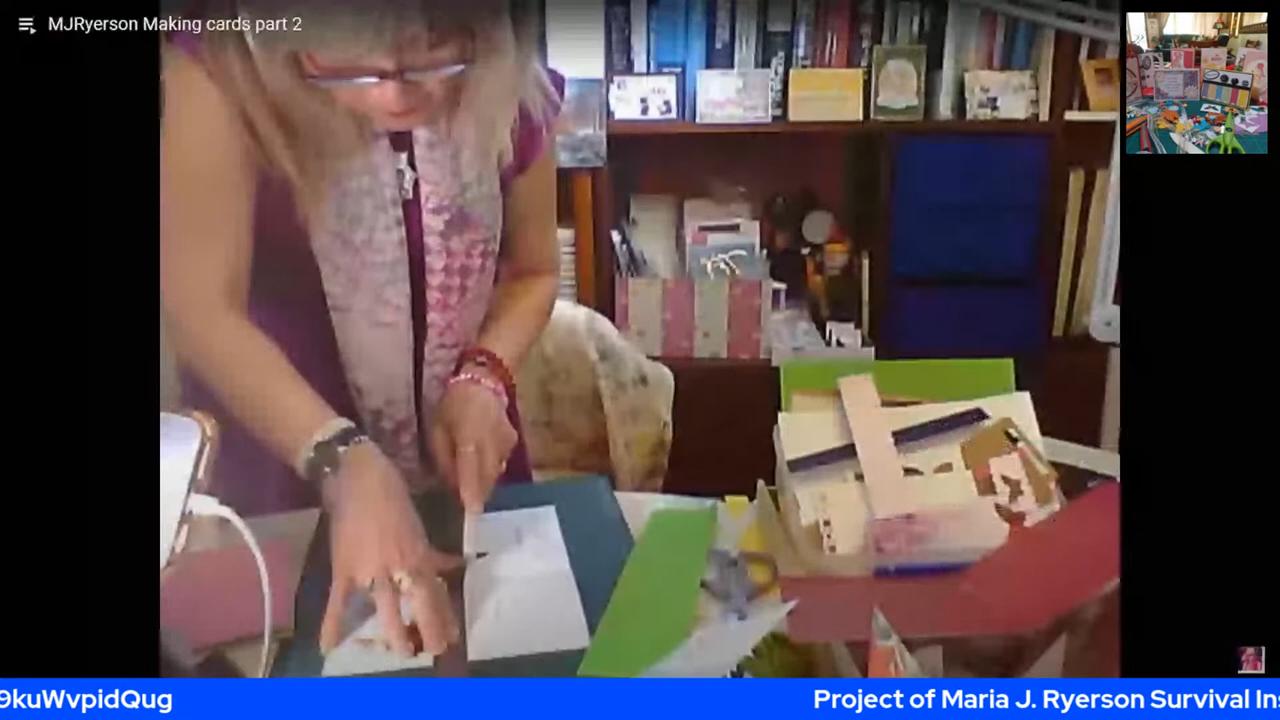 MJRyerson Making cards part 2
9kuWvpidQug
Project of Maria J. Ryerson Survival Ins